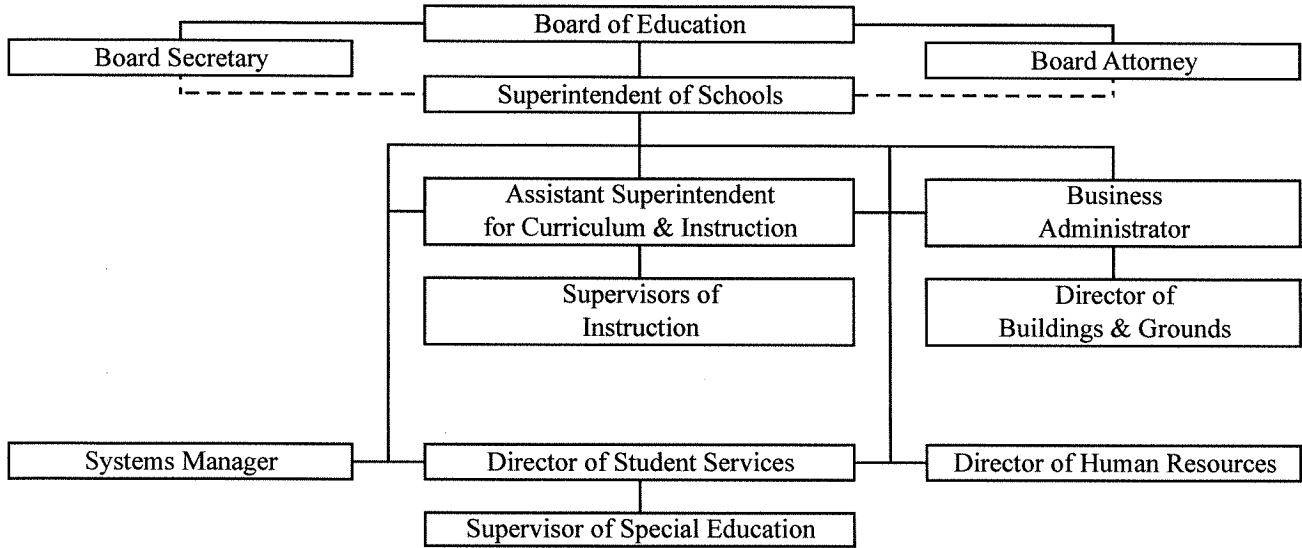 Board of Education
Board Secretary
Board Attorney
Superintendent of Schools
Assistant Superintendent
for Curriculum & Instruction
Business
Administrator
Supervisors of
Instruction
Director of
Buildings & Grounds
Systems Manager
Director of Student Services
Director of Human Resources
Supervisor of Special Education